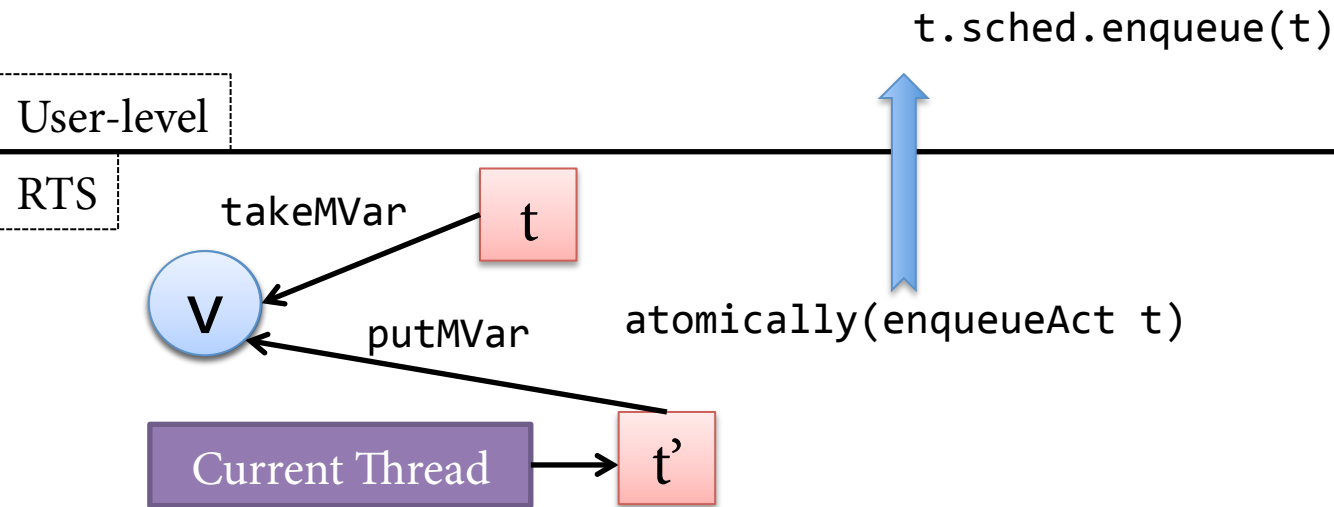 t.sched.enqueue(t)
User-level
RTS
takeMVar
t
v
putMVar
atomically(enqueueAct t)
Current Thread
t’